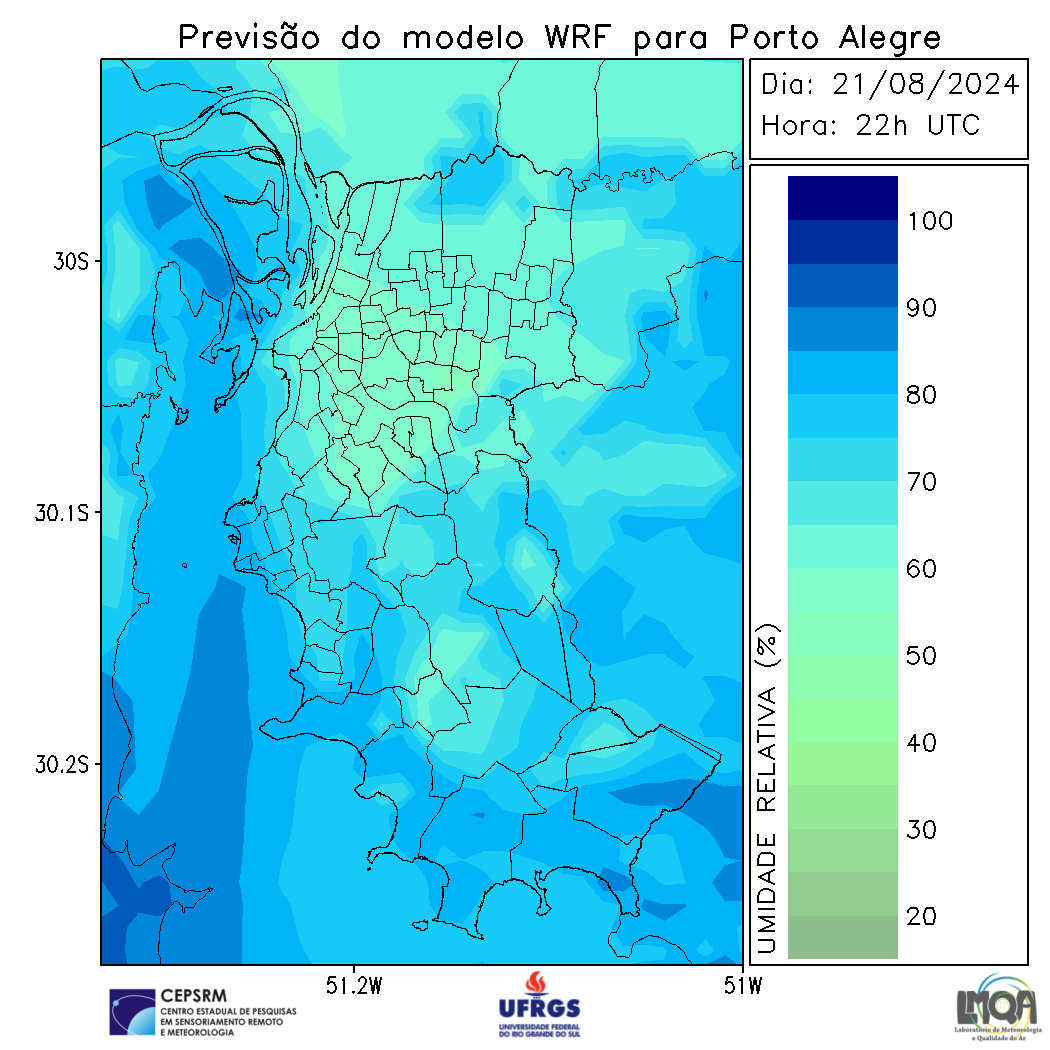 Previsão do modelo WRF para Porto Alegre
Dia: 21/08/2024
Hora: 22h UTC
30S
30.1S
30.2S
51.2W
51W
UMIDADE RELATIVA (%)
100
90
80
70
60
50
40
30
20
CEPSRM
CENTRO ESTADUAL DE PESQUISAS
EM SENSORIAMENTO REMOTO
E METEOROLOGIA
UFRGS
UNIVERSIDADE FEDERAL
DO RIO GRANDE DO SUL
LMQA
Laboratório de Meteorologia
e Qualidade do Ar